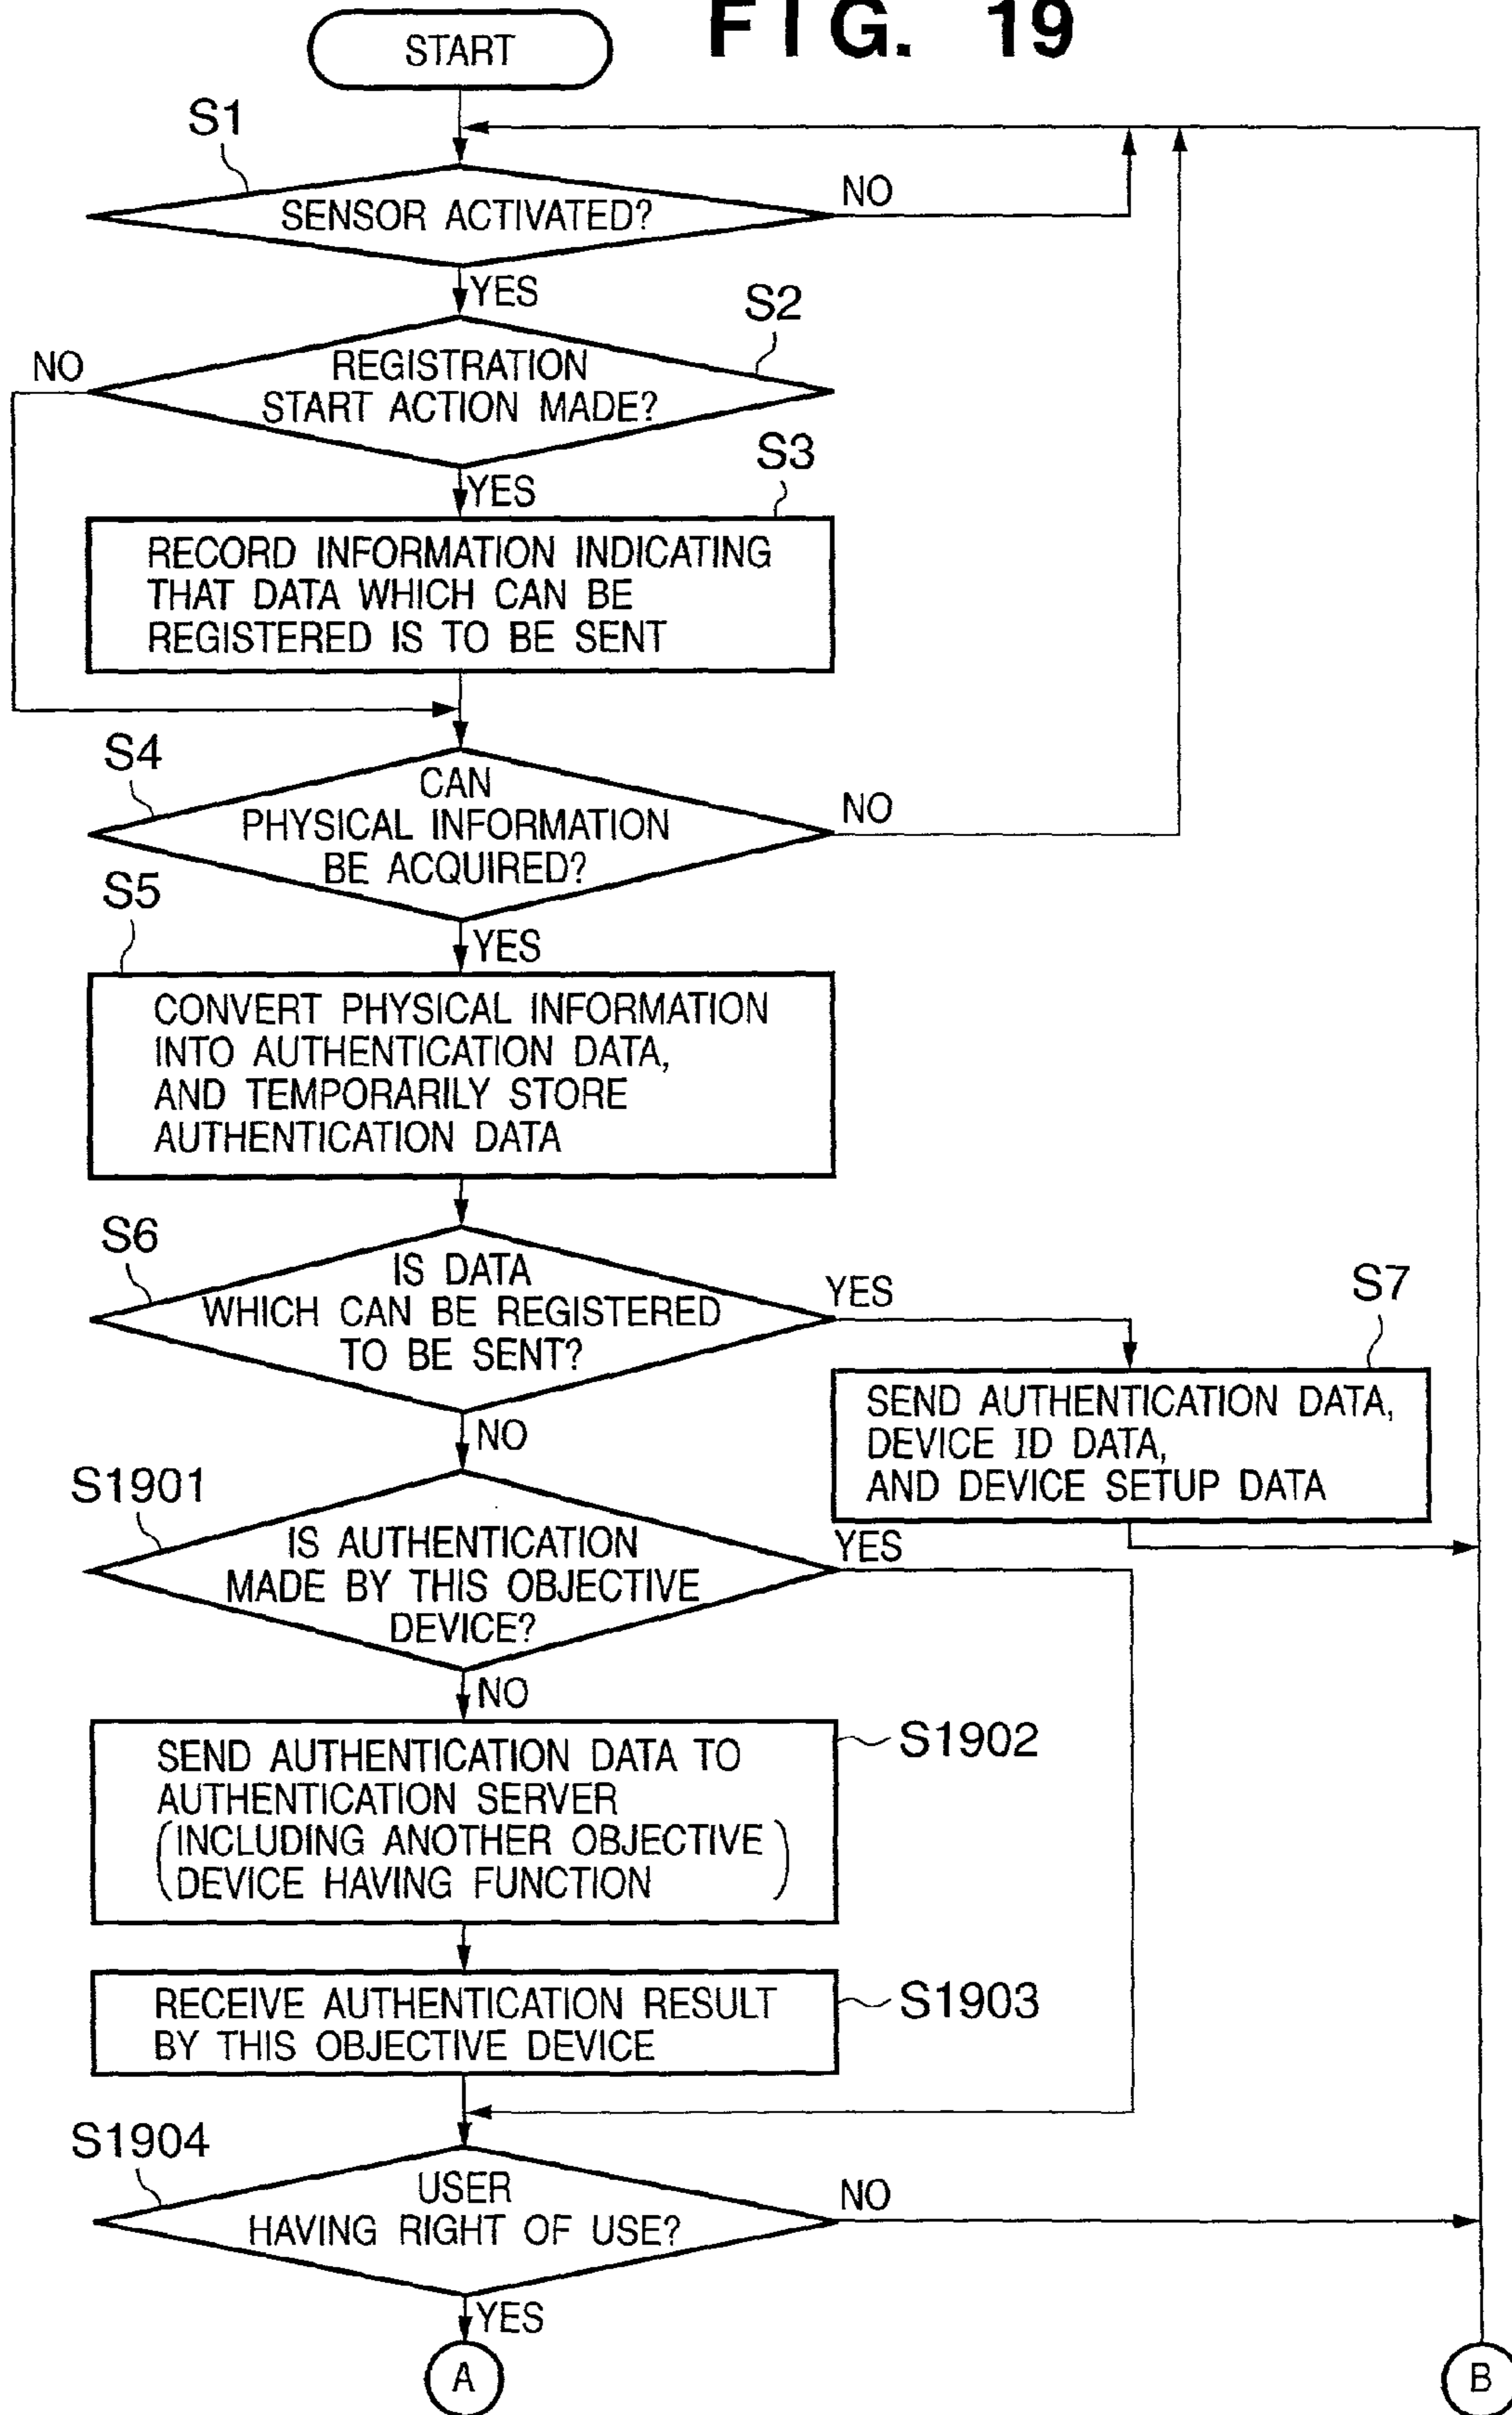 FIG. 19
START
S1
SENSOR ACTIVATED?
NO
YES
S2
NO
REGISTRATION
START ACTION MADE?
YES
S3
RECORD INFORMATION INDICATING
THAT DATA WHICH CAN BE
REGISTERED IS TO BE SENT
S4
CAN
PHYSICAL INFORMATION
BE ACQUIRED?
NO
YES
S5
CONVERT PHYSICAL INFORMATION
INTO AUTHENTICATION DATA,
AND TEMPORARILY STORE
AUTHENTICATION DATA
S6
IS DATA
WHICH CAN BE REGISTERED
TO BE SENT?
YES
S7
SEND AUTHENTICATION DATA,
DEVICE ID DATA,
AND DEVICE SETUP DATA
NO
S1901
IS AUTHENTICATION
MADE BY THIS OBJECTIVE
DEVICE?
YES
NO
S1902
SEND AUTHENTICATION DATA TO
AUTHENTICATION SERVER
(INCLUDING ANOTHER OBJECTIVE
DEVICE HAVING FUNCTION)
S1903
RECEIVE AUTHENTICATION RESULT
BY THIS OBJECTIVE DEVICE
S1904
USER
HAVING RIGHT OF USE?
NO
YES
A
B